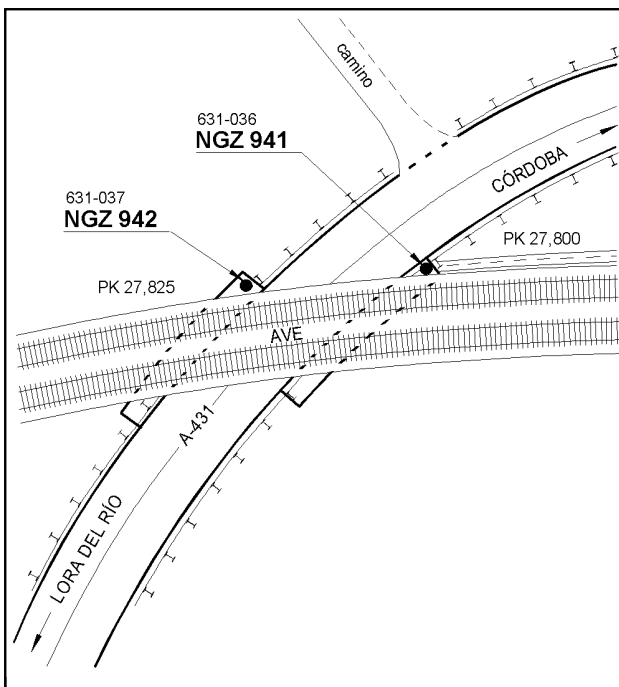 camino
631-036
NGZ 941
CÓRDOBA
631-037
NGZ 942
PK 27,800
PK 27,825
AVE
A-431
LORA DEL RÍO